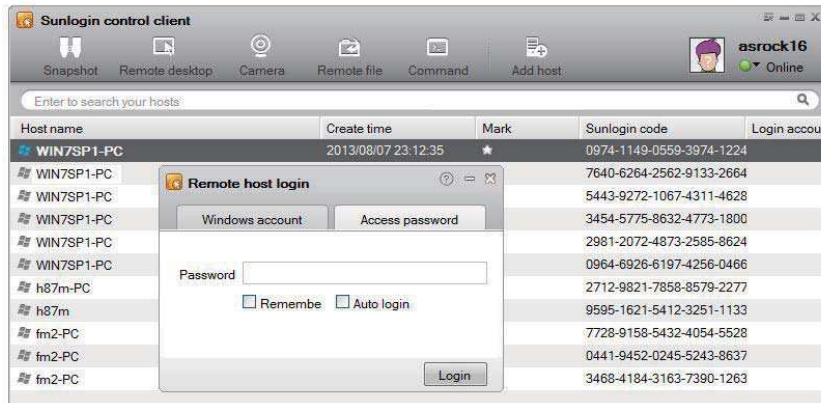 Sunlogin control client
Snapshot Remote desktop Camera Remote file Command Add host
asrock16
Online
Enter to search your hosts
Host name Create time Mark Sunlogin code Login accou
WIN7SP1-PC 2013/08/07 23:12:35 0974-1149-0559-3974-1224
WIN7SP1-PC 7640-6264-2562-9133-2664
WIN7SP1-PC 5443-9272-1067-4311-4628
WIN7SP1-PC 3454-5775-8632-4773-1800
WIN7SP1-PC 2981-2072-4873-2585-8624
WIN7SP1-PC 0964-6926-6197-4256-0466
h87m-PC 2712-9821-7858-8579-2277
h87m 9595-1621-5412-3251-1133
fm2-PC 7728-9158-5432-4054-5528
fm2-PC 0441-9452-0245-5243-8637
fm2-PC 3468-4184-3163-7390-1263
Remote host login
Windows account Access password
Password
Remembe Auto login
Login